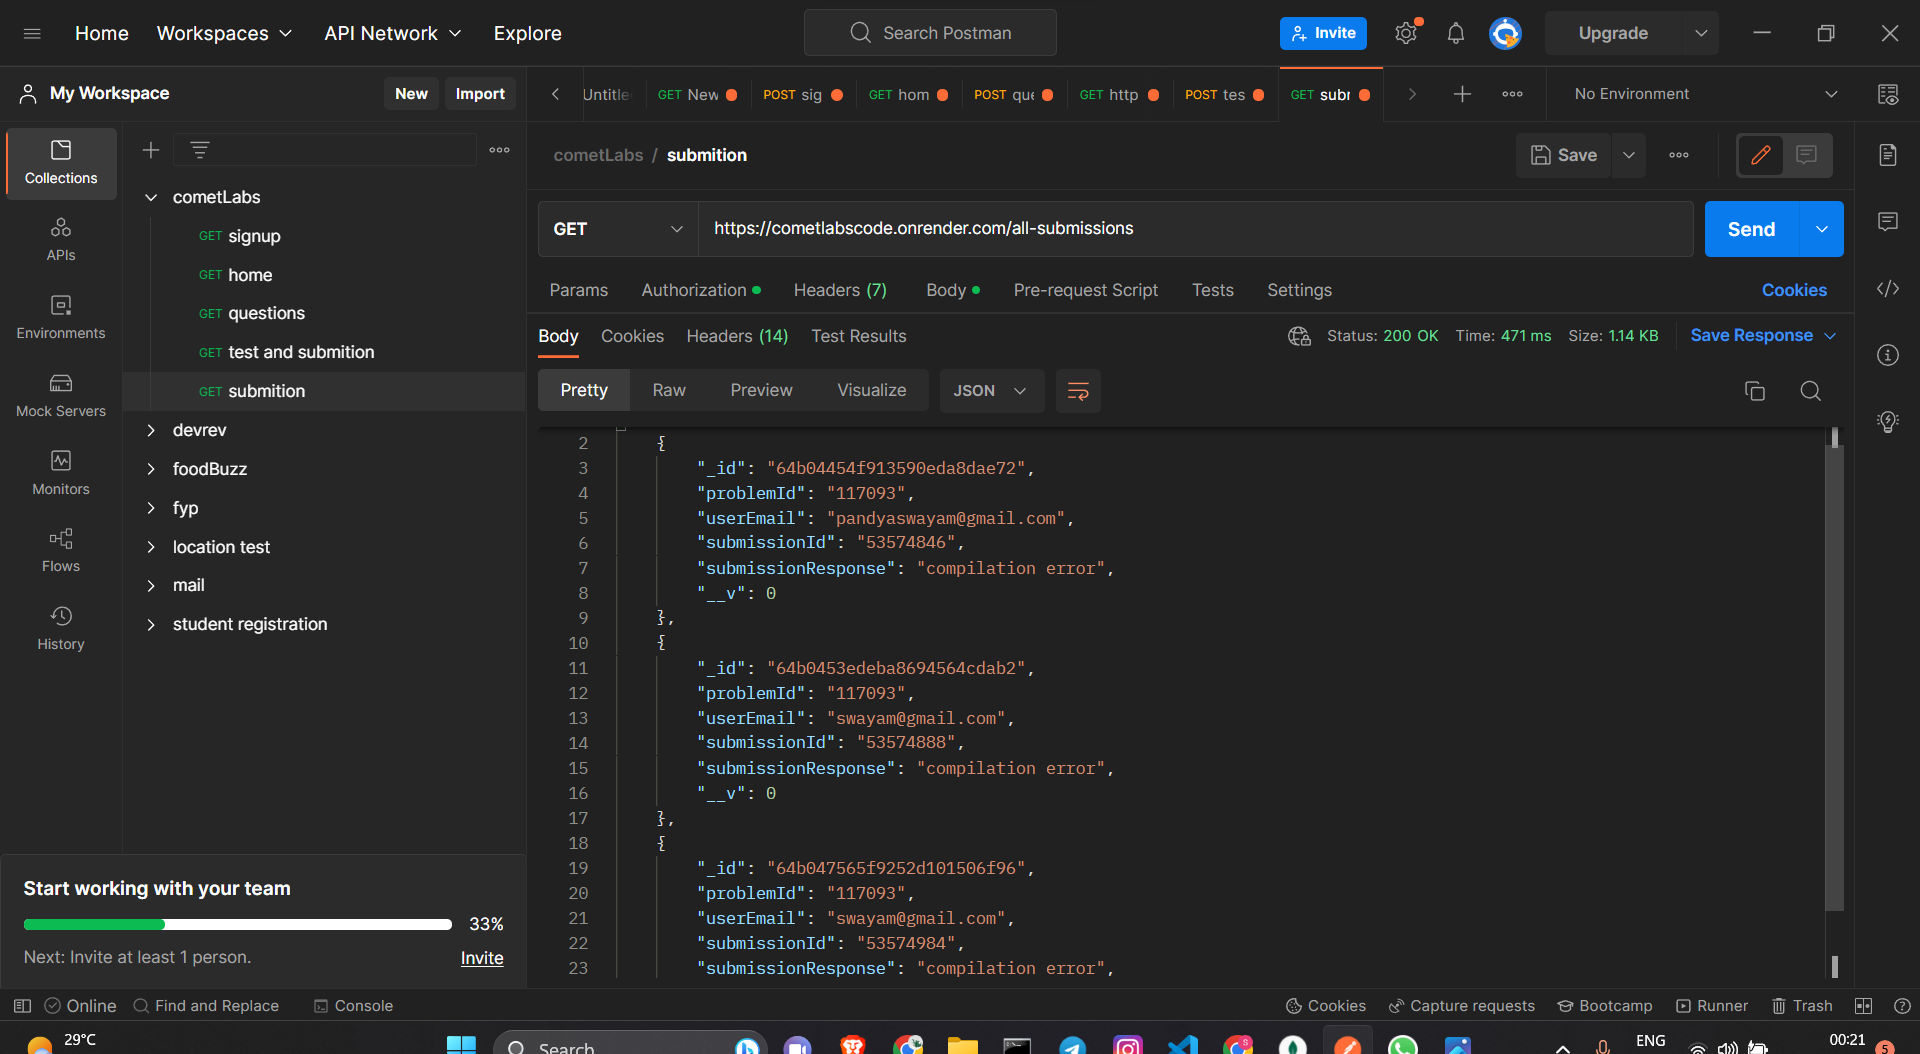 Home Workspaces API Network Explore Search Postman Invite Upgrade
My Workspace New Import
Untitle GET New POST sig GET hom POST que GET http POST tes GET subr No Environment
Collections
APIs
Environments
Mock Servers
Monitors
Flows
History
cometLabs
GET signup
GET home
GET questions
GET test and submition
GET submition
devrev
foodBuzz
fyp
location test
mail
student registration
Start working with your team
33%
Next: Invite at least 1 person. Invite
cometLabs / submition Save
GET https://cometlabscode.onrender.com/all-submissions Send
Params Authorization Headers (7) Body Pre-request Script Tests Settings Cookies
Body Cookies Headers (14) Test Results Status: 200 OK Time: 471 ms Size: 1.14 KB Save Response
Pretty Raw Preview Visualize JSON
2 {
3 "_id": "64b04454f913590eda8dae72",
4 "problemId": "117093",
5 "userEmail": "pandyaswayam@gmail.com",
6 "submissionId": "53574846",
7 "submissionResponse": "compilation error",
8 "__v": 0
9 },
10 {
11 "_id": "64b0453edeba8694564cdab2",
12 "problemId": "117093",
13 "userEmail": "swayam@gmail.com",
14 "submissionId": "53574888",
15 "submissionResponse": "compilation error",
16 "__v": 0
17 },
18 {
19 "_id": "64b047565f9252d101506f96",
20 "problemId": "117093",
21 "userEmail": "swayam@gmail.com",
22 "submissionId": "53574984",
23 "submissionResponse": "compilation error",
Online Find and Replace Console Cookies Capture requests Bootcamp Runner Trash
29°C Search ENG 00:21 5